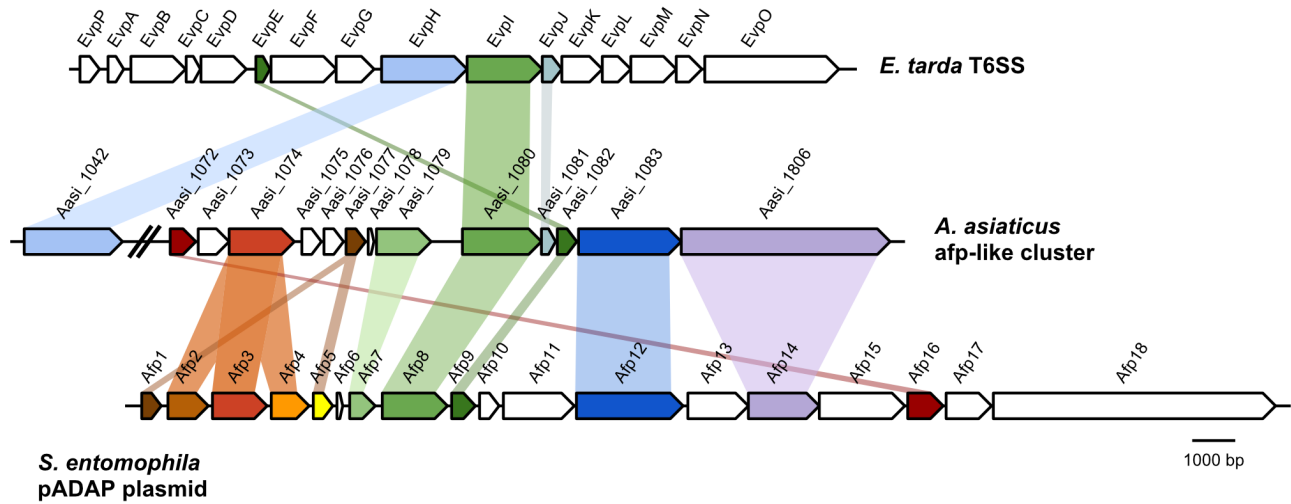 EvpP
EvpA
EvpB
EvpC
EvpD
EvpE
EvpF
EvpG
EvpH
EvpI
EvpJ
EvpK
EvpL
EvpM
EvpN
EvpO
E. tarda T6SS
Aasi_1042
Aasi_1072
Aasi_1073
Aasi_1074
Aasi_1075
Aasi_1076
Aasi_1077
Aasi_1078
Aasi_1079
Aasi_1080
Aasi_1081
Aasi_1082
Aasi_1083
Aasi_1806
A. asiaticus
afp-like cluster
Afp1
Afp2
Afp3
Afp4
Afp5
Afp6
Afp7
Afp8
Afp9
Afp10
Afp11
Afp12
Afp13
Afp14
Afp15
Afp16
Afp17
Afp18
1000 bp
S. entomophila
pADAP plasmid